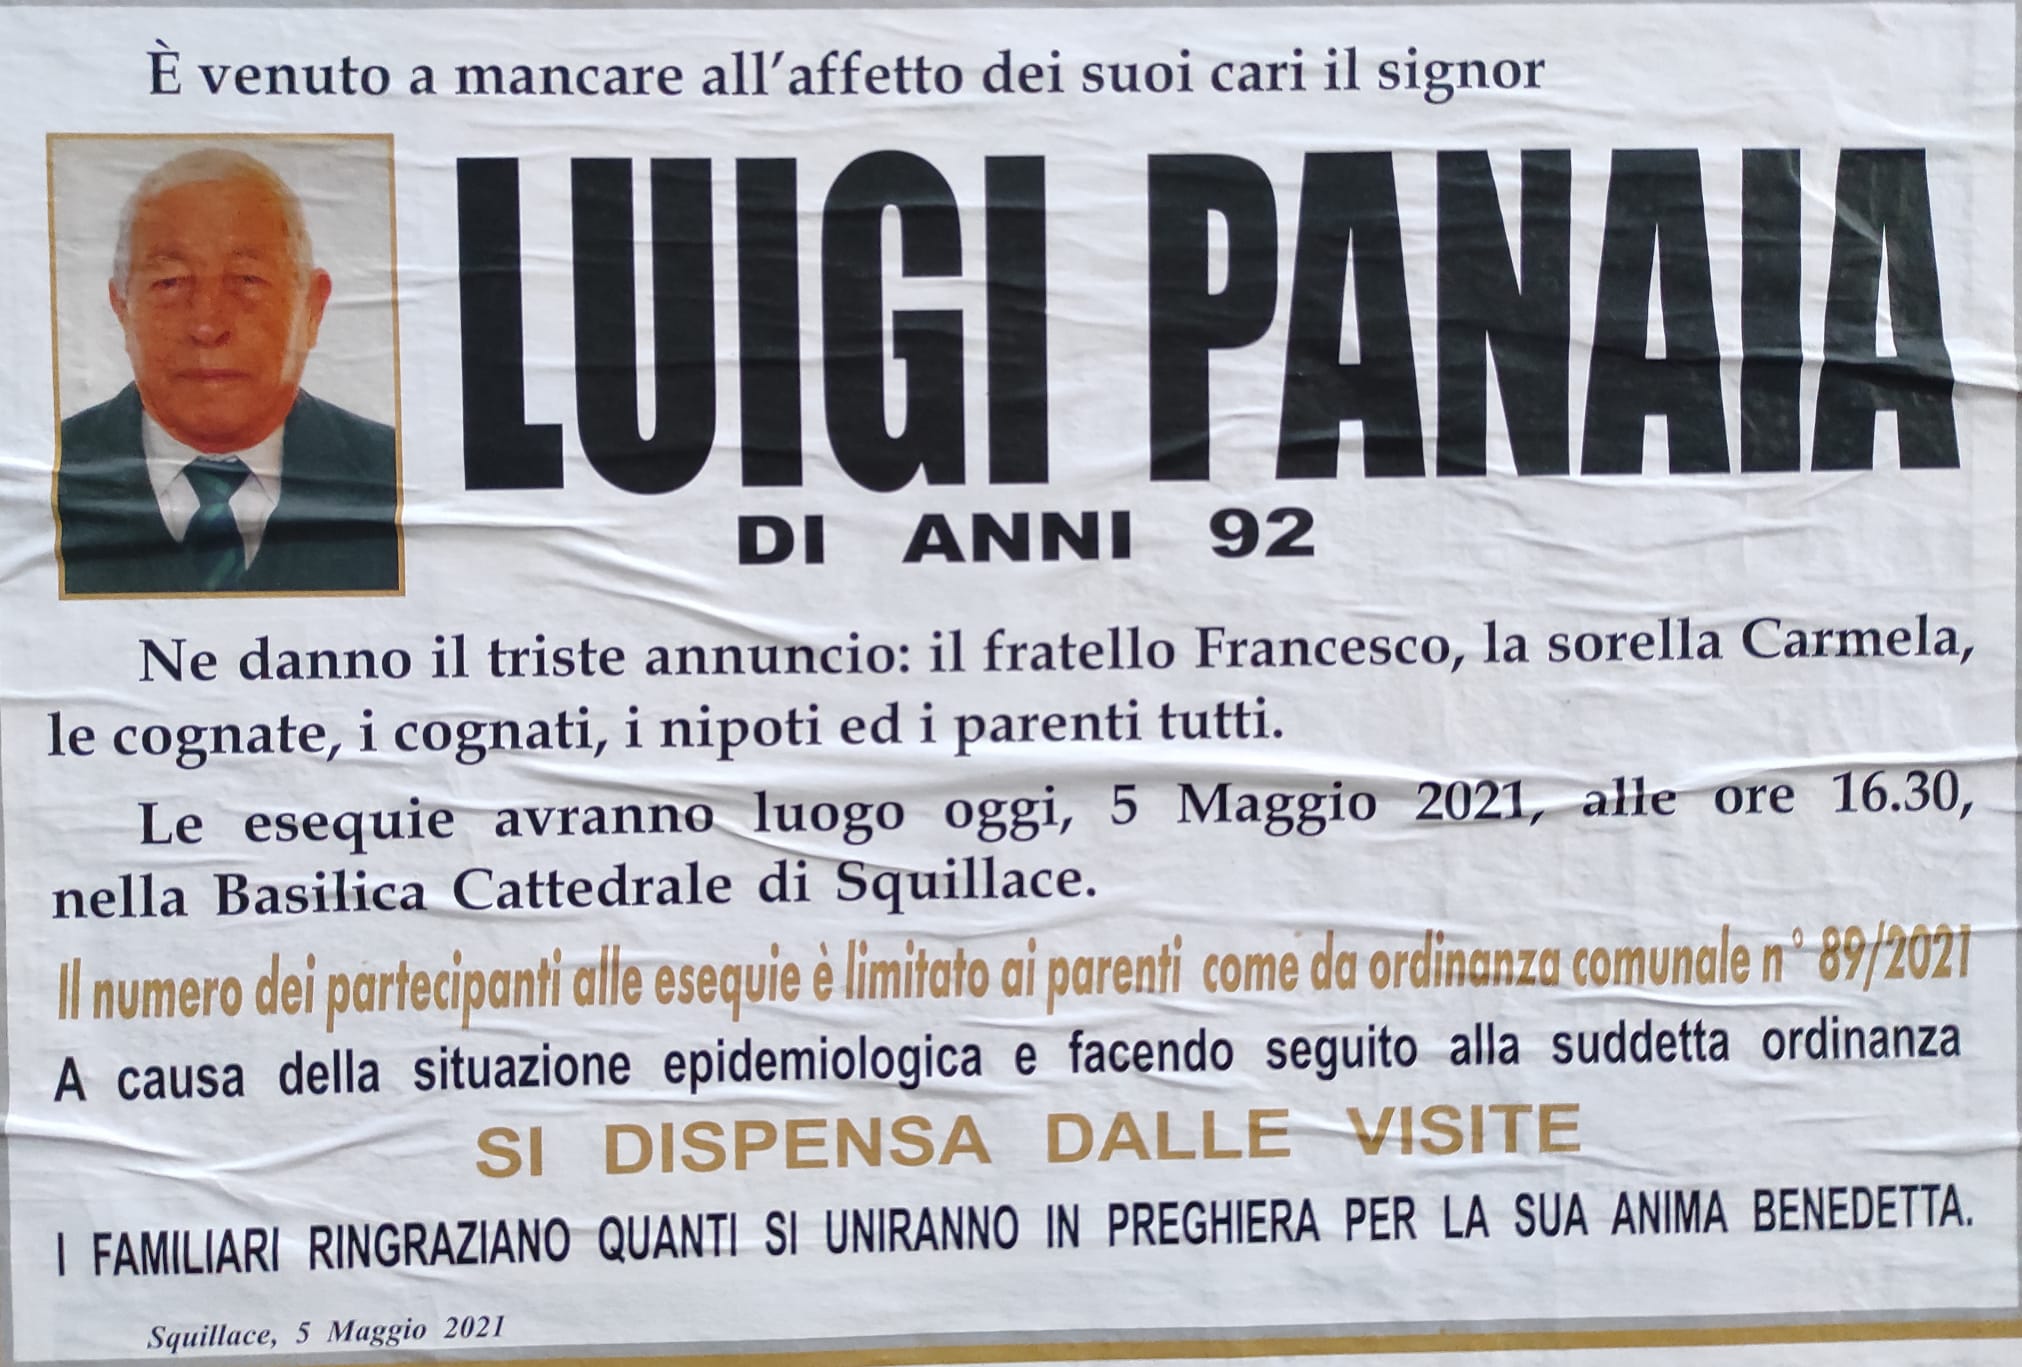 È venuto a mancare all'affetto dei suoi cari il signor
LUIGI PANAIA
DI ANNI 92
Ne danno il triste annuncio: il fratello Francesco, la sorella Carmela,
le cognate, i cognati, i nipoti ed i parenti tutti.
Le esequie avranno luogo oggi, 5 Maggio 2021, alle ore 16.30,
nella Basilica Cattedrale di Squillace.
Il numero dei partecipanti alle esequie è limitato ai parenti come da ordinanza comunale n° 89/2021
A causa della situazione epidemiologica e facendo seguito alla suddetta ordinanza
SI DISPENSA DALLE VISITE
I FAMILIARI RINGRAZIANO QUANTI SI UNIRANNO IN PREGHIERA PER LA SUA ANIMA BENEDETTA.
Squillace, 5 Maggio 2021